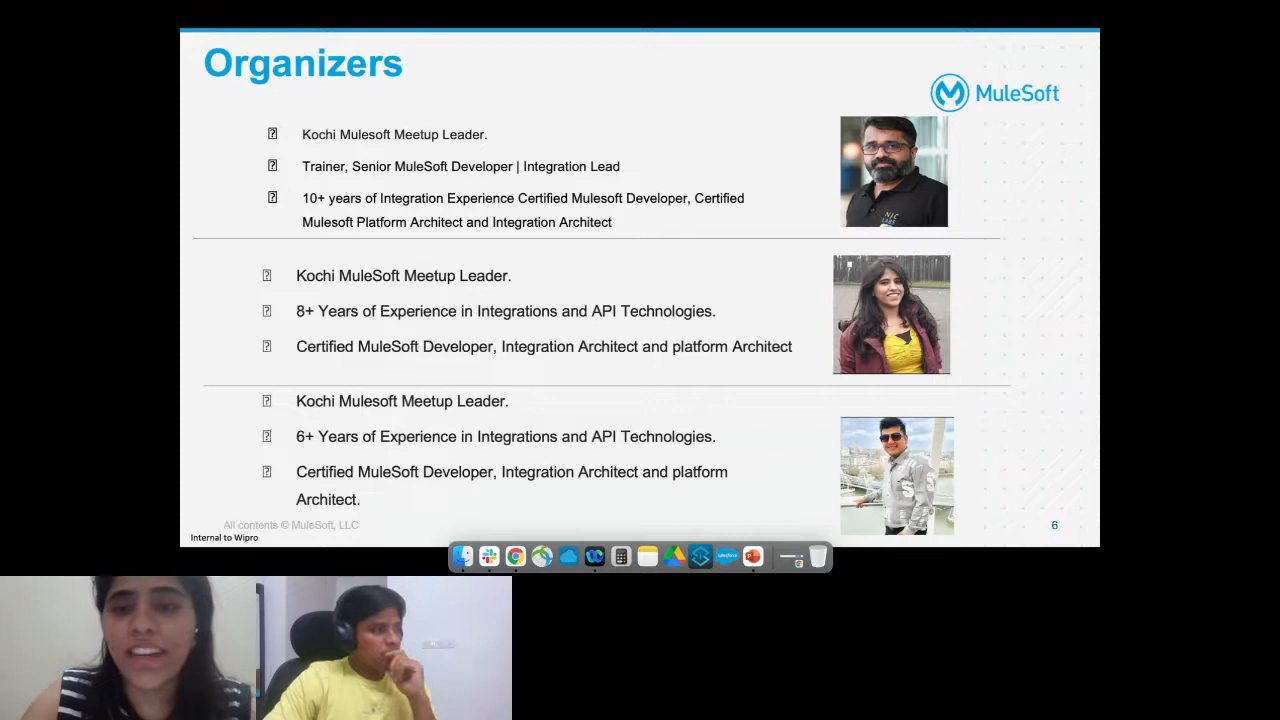 Organizers
MuleSoft
Kochi Mulesoft Meetup Leader.
Trainer, Senior MuleSoft Developer | Integration Lead
10+ years of Integration Experience Certified Mulesoft Developer, Certified
Mulesoft Platform Architect and Integration Architect
NJC
LABS
Kochi MuleSoft Meetup Leader.
8+ Years of Experience in Integrations and API Technologies.
Certified MuleSoft Developer, Integration Architect and platform Architect
Kochi Mulesoft Meetup Leader.
6+ Years of Experience in Integrations and API Technologies.
Certified MuleSoft Developer, Integration Architect and platform
Architect.
All contents © MuleSoft, LLC
Internal to Wipro
6